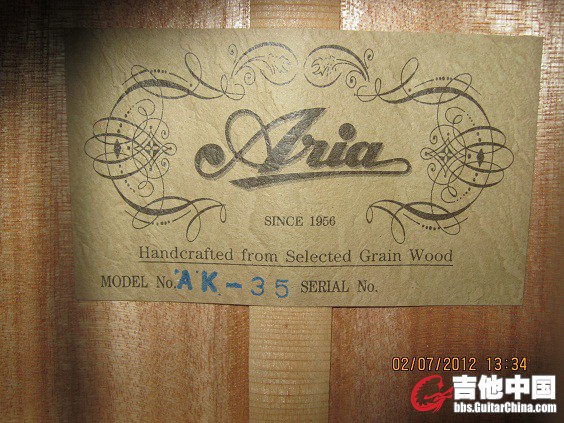 Aria
SINCE 1956
Handcrafted from Selected Grain Wood
MODEL No. AK-35 SERIAL No.
02/07/2012 13:34
吉他中国
bbs.GuitarChina.com